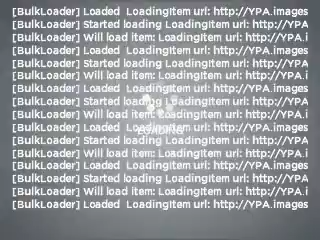 [BulkLoader] Loaded  LoadingItem url: http://YPA.images
[BulkLoader] Started loading LoadingItem url: http://YPA
[BulkLoader] Will load item: LoadingItem url: http://YPA.i
[BulkLoader] Loaded  LoadingItem url: http://YPA.images
[BulkLoader] Started loading LoadingItem url: http://YPA
[BulkLoader] Will load item: LoadingItem url: http://YPA.i
[BulkLoader] Loaded  LoadingItem url: http://YPA.images
[BulkLoader] Started loading LoadingItem url: http://YPA
[BulkLoader] Will load item: LoadingItem url: http://YPA.i
[BulkLoader] Loaded  LoadingItem url: http://YPA.images
LOADING
[BulkLoader] Started loading LoadingItem url: http://YPA
[BulkLoader] Will load item: LoadingItem url: http://YPA.i
[BulkLoader] Loaded  LoadingItem url: http://YPA.images
[BulkLoader] Started loading LoadingItem url: http://YPA
[BulkLoader] Will load item: LoadingItem url: http://YPA.i
[BulkLoader] Loaded  LoadingItem url: http://YPA.images